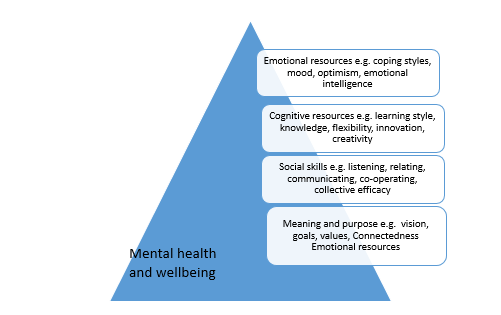 Emotional resources e.g. coping styles,
mood, optimism, emotional
intelligence
Cognitive resources e.g. learning style,
knowledge, flexibility, innovation,
creativity
Social skills e.g. listening, relating,
communicating, co-operating,
collective efficacy
Meaning and purpose e.g. vision,
goals, values, Connectedness
Emotional resources
Mental health
and wellbeing